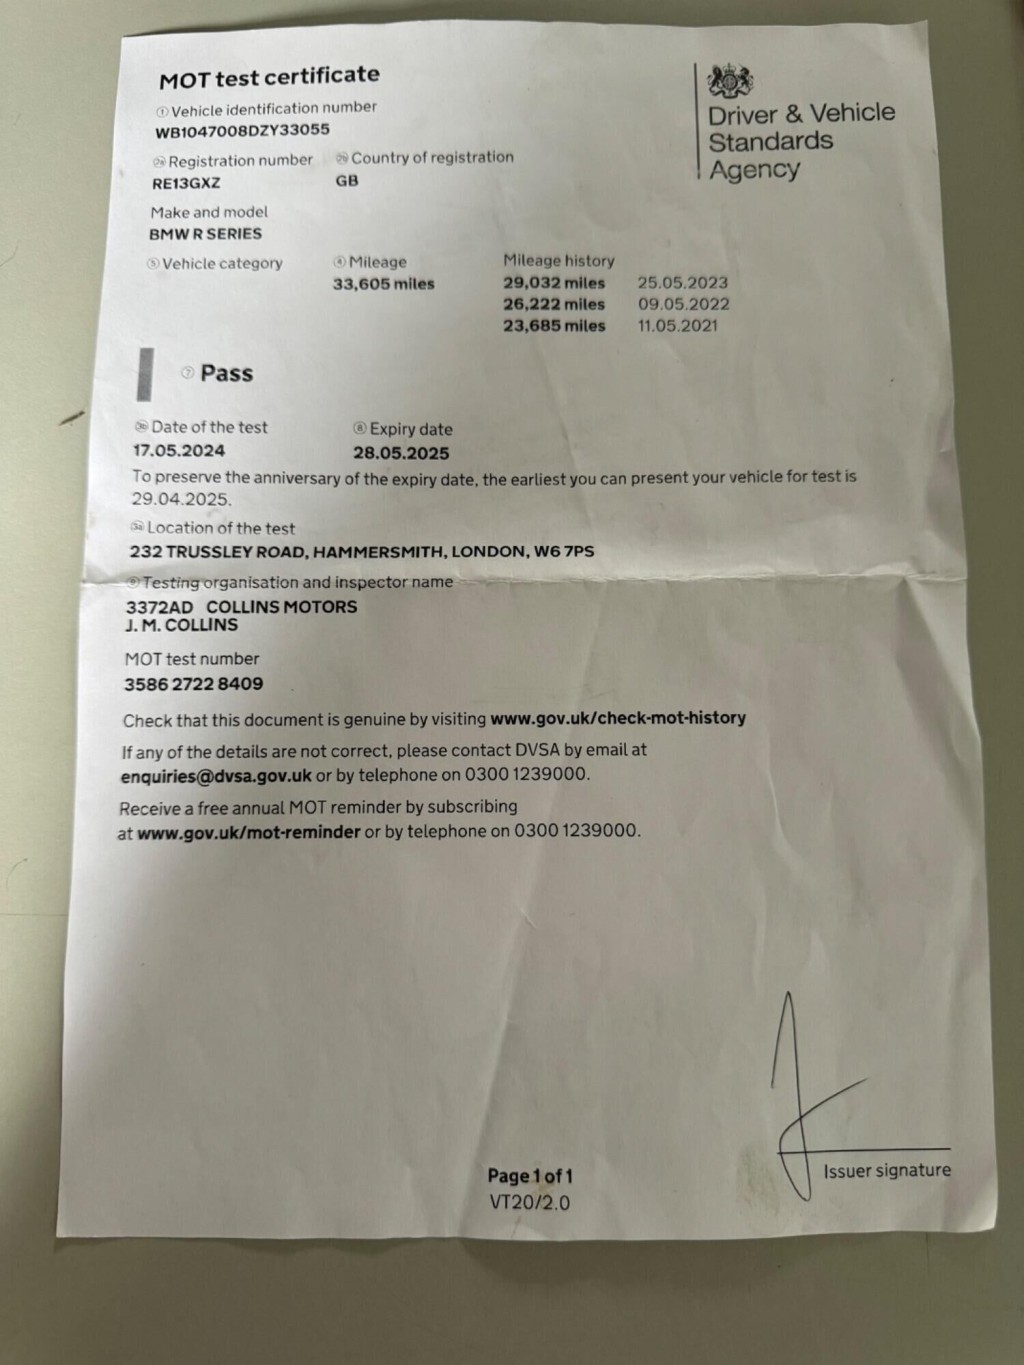 MOT test certificate
① Vehicle identification number
WB1047008DZY33055
Registration number Country of registration
RE13GXZ GB
Make and model
BMW R SERIES
⑤ Vehicle category ④ Mileage Mileage history
33,605 miles 29,032 miles 25.05.2023
26,222 miles 09.05.2022
23,685 miles 11.05.2021
Driver & Vehicle
Standards
Agency
⑦ Pass
Date of the test ⑧ Expiry date
17.05.2024 28.05.2025
To preserve the anniversary of the expiry date, the earliest you can present your vehicle for test is
29.04.2025.
Location of the test
232 TRUSSLEY ROAD, HAMMERSMITH, LONDON, W6 7PS
Testing organisation and inspector name
3372AD COLLINS MOTORS
J. M. COLLINS
MOT test number
3586 2722 8409
Check that this document is genuine by visiting www.gov.uk/check-mot-history
If any of the details are not correct, please contact DVSA by email at
enquiries@dvsa.gov.uk or by telephone on 0300 1239000.
Receive a free annual MOT reminder by subscribing
at www.gov.uk/mot-reminder or by telephone on 0300 1239000.
Issuer signature
Page 1 of 1
VT20/2.0